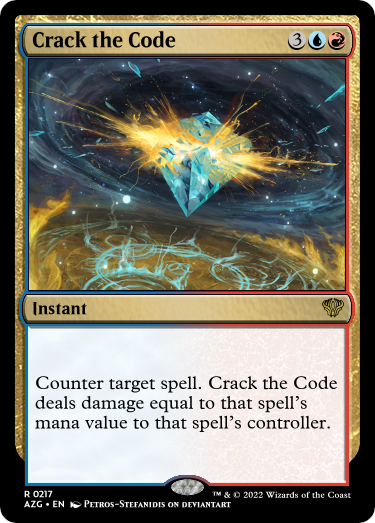 Crack the Code 3
Instant
Counter target spell. Crack the Code
deals damage equal to that spell's
mana value to that spell's controller.
R 0217
AZG • EN Petros-Stefanidis on deviantart
™ & © 2022 Wizards of the Coast